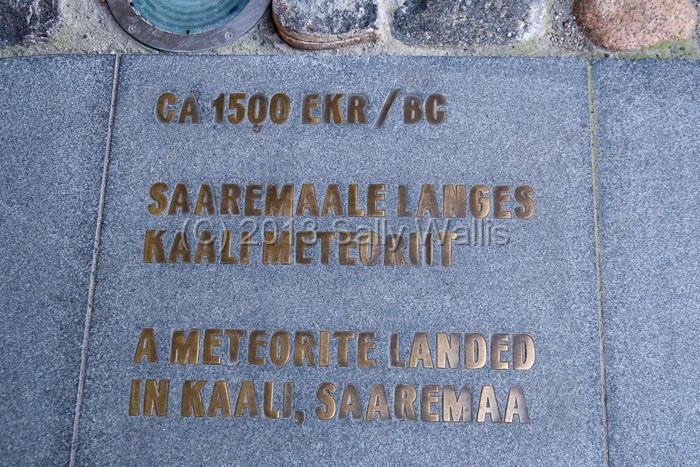 CA 1500 EKR/BC
SAAREMAALE LANGES
KAALI METEORIIT
(C) 2013 Sally Wallis
A METEORITE LANDED
IN KAALI, SAAREMAA